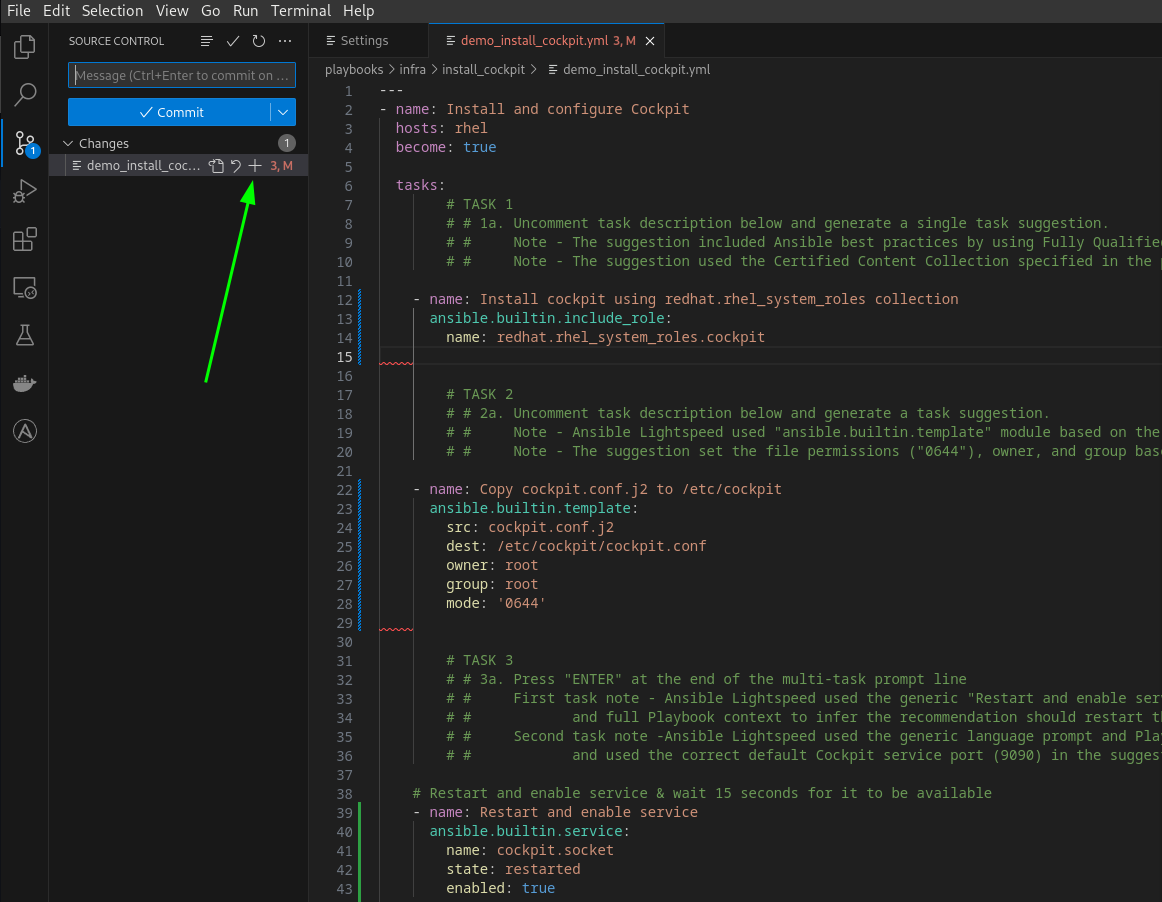 File Edit Selection View Go Run Terminal Help
SOURCE CONTROL
Message (Ctrl+Enter to commit on ...
Commit
Changes 1
demo_install_coc... 3, M
1
Settings demo_install_cockpit.yml 3, M
playbooks > infra > install_cockpit > demo_install_cockpit.yml
1 ---
2 - name: Install and configure Cockpit
3 hosts: rhel
4 become: true
5
6 tasks:
7 # TASK 1
8 # # 1a. Uncomment task description below and generate a single task suggestion.
9 # # Note - The suggestion included Ansible best practices by using Fully Qualifie
10 # # Note - The suggestion used the Certified Content Collection specified in the
11
12 - name: Install cockpit using redhat.rhel_system_roles collection
13 ansible.builtin.include_role:
14 name: redhat.rhel_system_roles.cockpit
15
16
17 # TASK 2
18 # # 2a. Uncomment task description below and generate a task suggestion.
19 # # Note - Ansible Lightspeed used "ansible.builtin.template" module based on the
20 # # Note - The suggestion set the file permissions ("0644"), owner, and group bas
21
22 - name: Copy cockpit.conf.j2 to /etc/cockpit
23 ansible.builtin.template:
24 src: cockpit.conf.j2
25 dest: /etc/cockpit/cockpit.conf
26 owner: root
27 group: root
28 mode: '0644'
29
30
31 # TASK 3
32 # # 3a. Press "ENTER" at the end of the multi-task prompt line
33 # # First task note - Ansible Lightspeed used the generic "Restart and enable ser
34 # # and full Playbook context to infer the recommendation should restart t
35 # # Second task note -Ansible Lightspeed used the generic language prompt and Pla
36 # # and used the correct default Cockpit service port (9090) in the sugges
37
38 # Restart and enable service & wait 15 seconds for it to be available
39 - name: Restart and enable service
40 ansible.builtin.service:
41 name: cockpit.socket
42 state: restarted
43 enabled: true